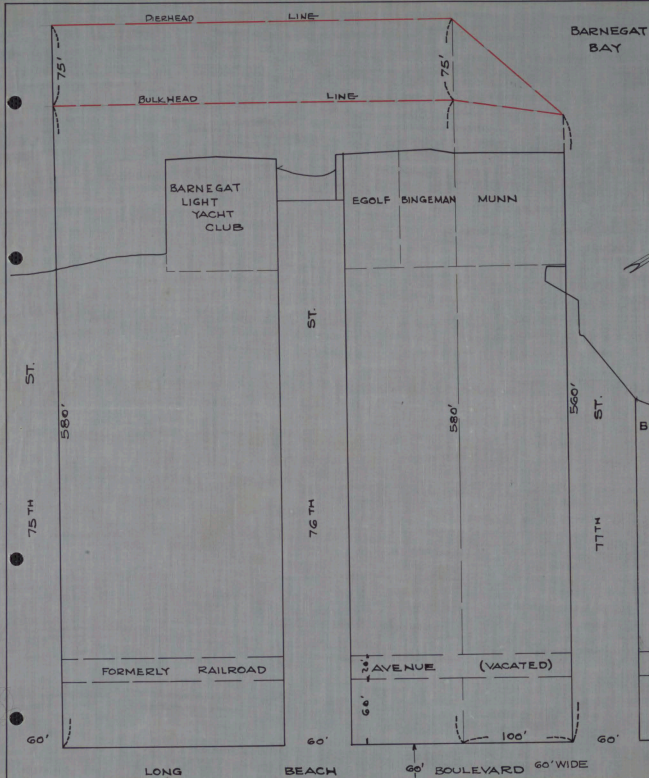 PIERHEAD LINE
BARNEGAT
BAY
75'
75'
BULKHEAD LINE
BARNEGAT
LIGHT
YACHT
CLUB
EGOLF BINGEMAN MUNN
75TH ST.
580'
76TH ST.
580'
560'
77TH ST.
B
FORMERLY RAILROAD AVENUE (VACATED)
20'
60'
60'
60'
100'
60'
LONG BEACH BOULEVARD 60' WIDE
60'